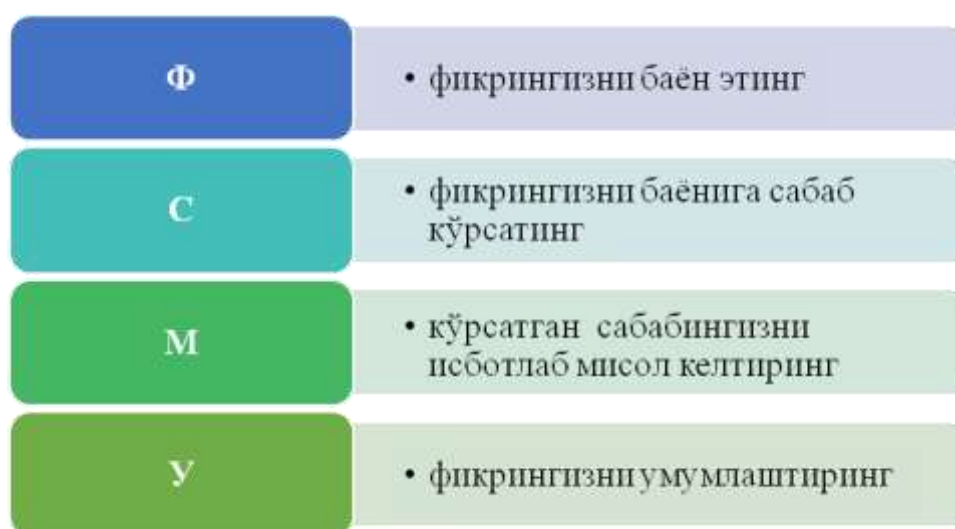 Ф
• фикрингизни баён этинг
С
• фикрингизни баёнига сабаб
кўрсатинг
М
• кўрсатган сабабингизни
исботлаб мисол келтиринг
У
• фикрингизни умумлаштиринг